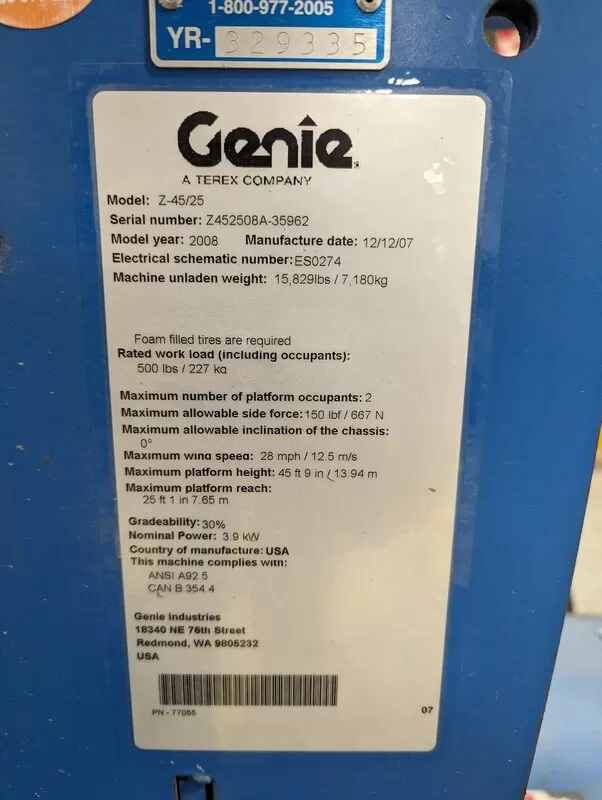 1-800-977-2005
YR-329335
Genie
A TEREX COMPANY
Model: Z-45/25
Serial number: Z452508A-35962
Model year: 2008 Manufacture date: 12/12/07
Electrical schematic number: ES0274
Machine unladen weight: 15,829lbs / 7,180kg
Foam filled tires are required
Rated work load (including occupants):
500 lbs / 227 kg
Maximum number of platform occupants: 2
Maximum allowable side force: 150 lbf / 667 N
Maximum allowable inclination of the chassis:
0°
Maximum wind speed: 28 mph / 12.5 m/s
Maximum platform height: 45 ft 9 in / 13.94 m
Maximum platform reach:
25 ft 1 in 7.65 m
Gradeability: 30%
Nominal Power: 3.9 kW
Country of manufacture: USA
This machine complies with:
ANSI A92.5
CAN B 354.4
Genie Industries
18340 NE 76th Street
Redmond, WA 9805232
USA
PN - 77055
07